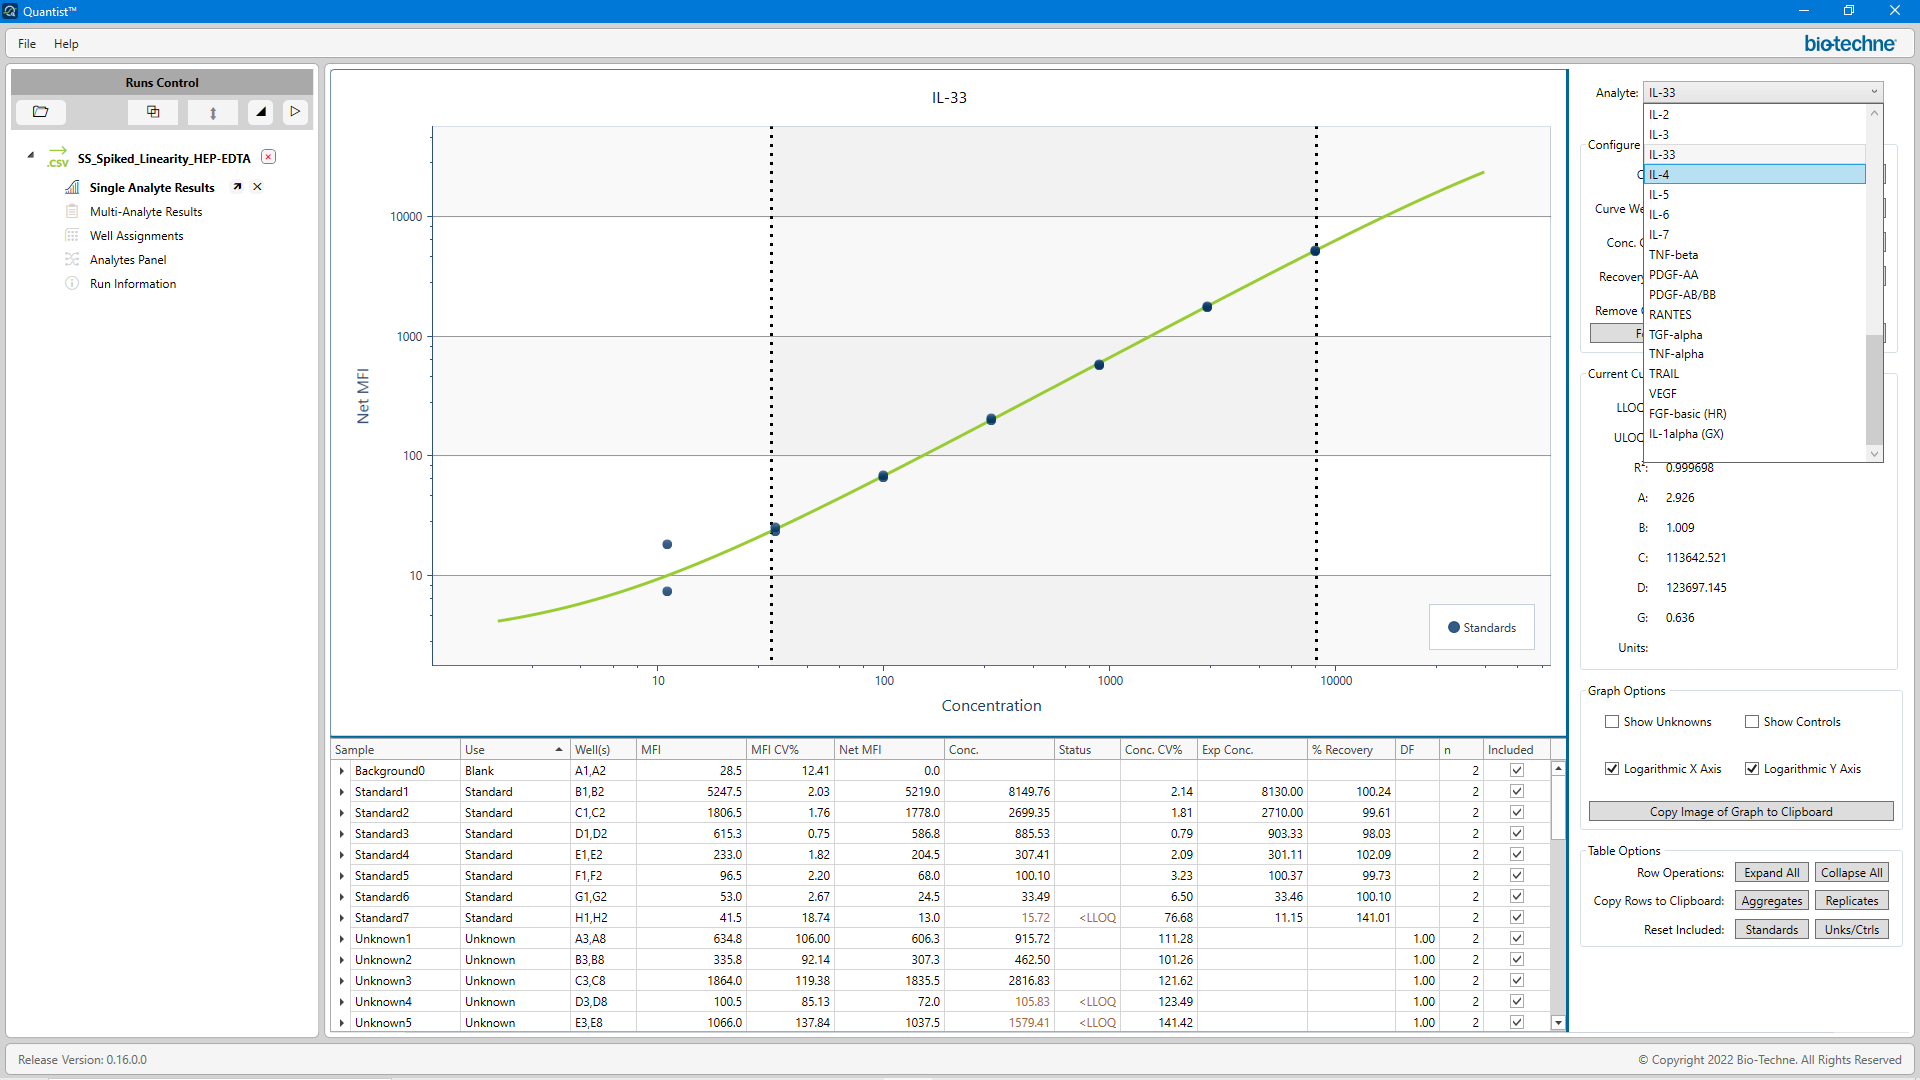 Quantist™
File Help
bio-techne
Runs Control
.CSV SS_Spiked_Linearity_HEP-EDTA
Single Analyte Results
Multi-Analyte Results
Well Assignments
Analytes Panel
Run Information
IL-33
Net MFI
10000
1000
100
10
10 100 1000 10000
Concentration
Standards
Analyte: IL-33
IL-2
IL-3
IL-33
IL-4
IL-5
IL-6
IL-7
TNF-beta
PDGF-AA
PDGF-AB/BB
RANTES
TGF-alpha
TNF-alpha
TRAIL
VEGF
FGF-basic (HR)
IL-1alpha (GX)
Configure
C
Curve We
Conc. C
Recovery
Remove
Current Cu
LLOQ
ULOQ
R²: 0.999698
A: 2.926
B: 1.009
C: 113642.521
D: 123697.145
G: 0.636
Units:
Graph Options
Show Unknowns Show Controls
Logarithmic X Axis Logarithmic Y Axis
Copy Image of Graph to Clipboard
Table Options
Row Operations: Expand All Collapse All
Copy Rows to Clipboard: Aggregates Replicates
Reset Included: Standards Unks/Ctrls
Sample Use Well(s) MFI MFI CV% Net MFI Conc. Status Conc. CV% Exp Conc. % Recovery DF n Included
Background0 Blank A1,A2 28.5 12.41 0.0 2
Standard1 Standard B1,B2 5247.5 2.03 5219.0 8149.76 2.14 8130.00 100.24 2
Standard2 Standard C1,C2 1806.5 1.76 1778.0 2699.35 1.81 2710.00 99.61 2
Standard3 Standard D1,D2 615.3 0.75 586.8 885.53 0.79 903.33 98.03 2
Standard4 Standard E1,E2 233.0 1.82 204.5 307.41 2.09 301.11 102.09 2
Standard5 Standard F1,F2 96.5 2.20 68.0 100.10 3.23 100.37 99.73 2
Standard6 Standard G1,G2 53.0 2.67 24.5 33.49 6.50 33.46 100.10 2
Standard7 Standard H1,H2 41.5 18.74 13.0 15.72 <LLOQ 76.68 11.15 141.01 2
Unknown1 Unknown A3,A8 634.8 106.00 606.3 915.72 111.28 1.00 2
Unknown2 Unknown B3,B8 335.8 92.14 307.3 462.50 101.26 1.00 2
Unknown3 Unknown C3,C8 1864.0 119.38 1835.5 2816.83 121.62 1.00 2
Unknown4 Unknown D3,D8 100.5 85.13 72.0 105.83 <LLOQ 123.49 1.00 2
Unknown5 Unknown E3,E8 1066.0 137.84 1037.5 1579.41 <LLOQ 141.42 1.00 2
Release Version: 0.16.0.0
© Copyright 2022 Bio-Techne. All Rights Reserved